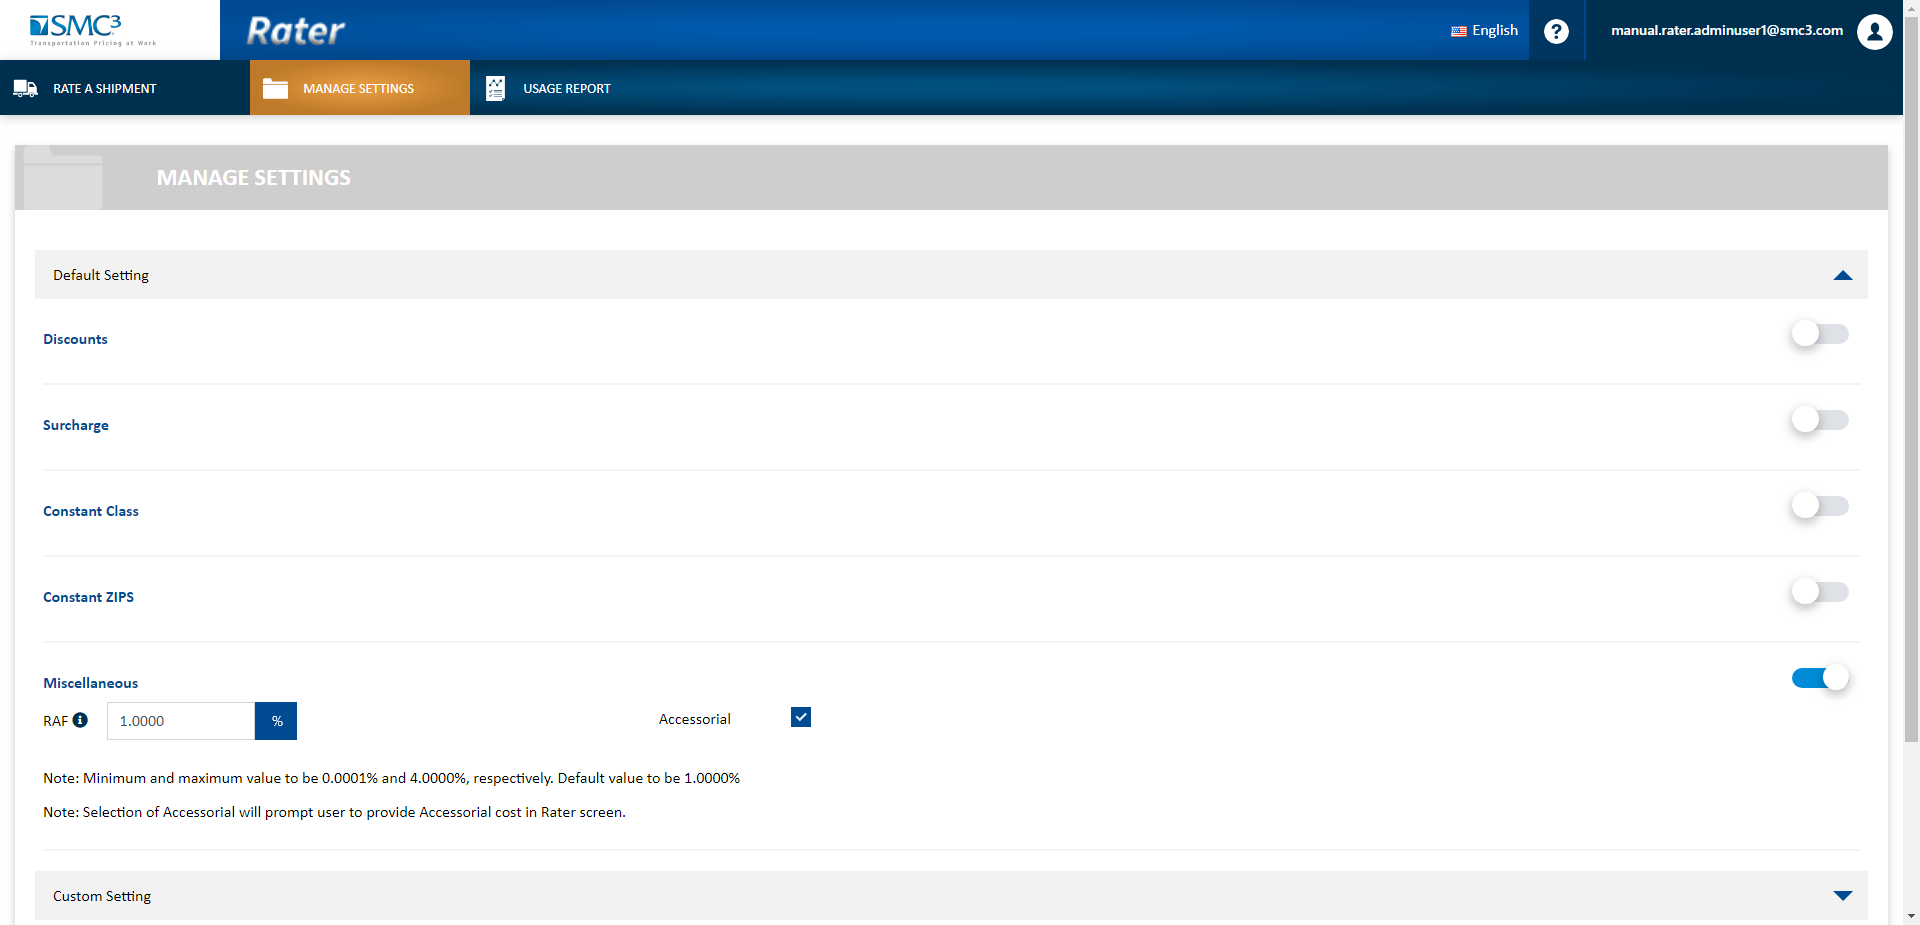 SMC³
Transportation Pricing at Work
Rater
English
?
manual.rater.adminuser1@smc3.com
RATE A SHIPMENT
MANAGE SETTINGS
USAGE REPORT
MANAGE SETTINGS
Default Setting
Discounts
Surcharge
Constant Class
Constant ZIPS
Miscellaneous
RAF i 1.0000 % Accessorial
Note: Minimum and maximum value to be 0.0001% and 4.0000%, respectively. Default value to be 1.0000%
Note: Selection of Accessorial will prompt user to provide Accessorial cost in Rater screen.
Custom Setting